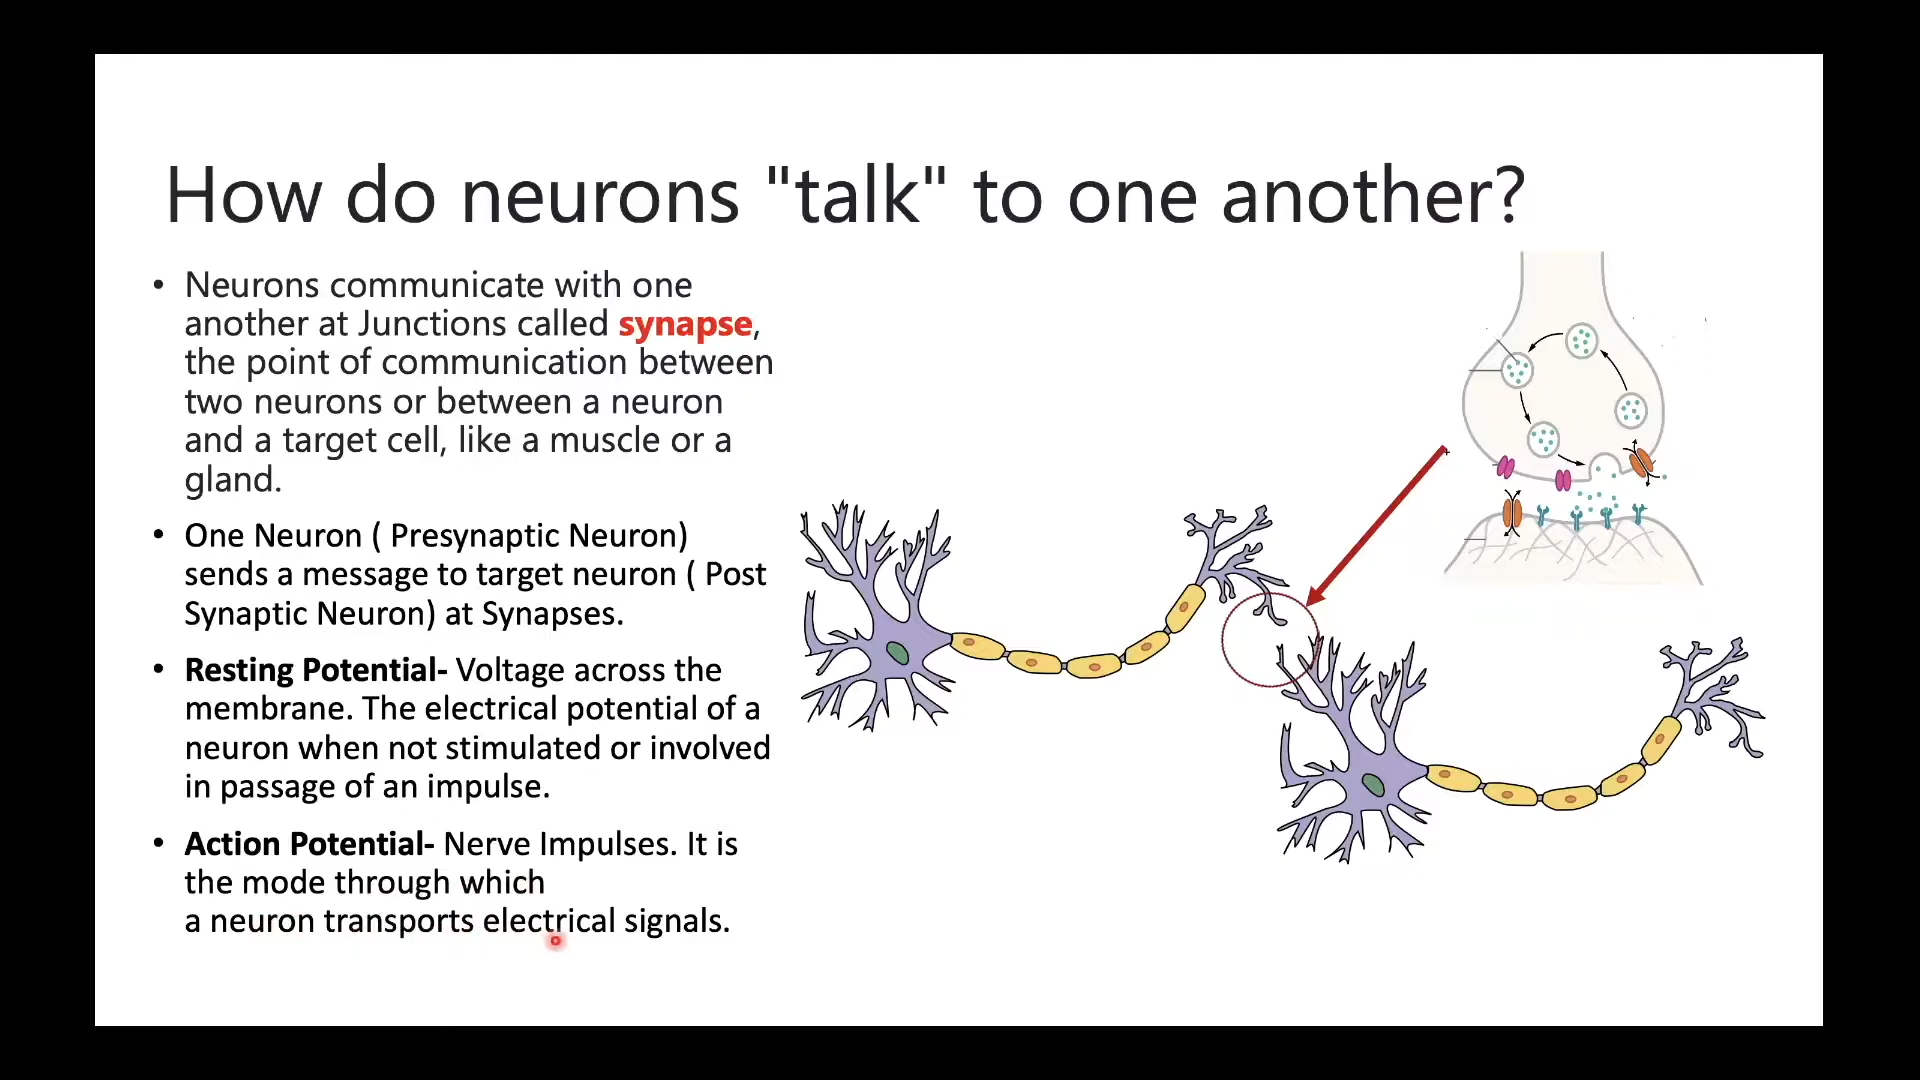 How do neurons "talk" to one another?
• Neurons communicate with one
another at Junctions called synapse,
the point of communication between
two neurons or between a neuron
and a target cell, like a muscle or a
gland.
• One Neuron ( Presynaptic Neuron)
sends a message to target neuron ( Post
Synaptic Neuron) at Synapses.
• Resting Potential- Voltage across the
membrane. The electrical potential of a
neuron when not stimulated or involved
in passage of an impulse.
• Action Potential- Nerve Impulses. It is
the mode through which
a neuron transports electrical signals.